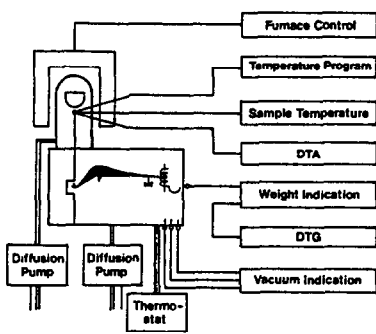 Furnace Control
Temperature Program
Sample Temperature
DTA
Weight Indication
DTG
Vacuum Indication
Diffusion
Pump
Diffusion
Pump
Thermo-
stat